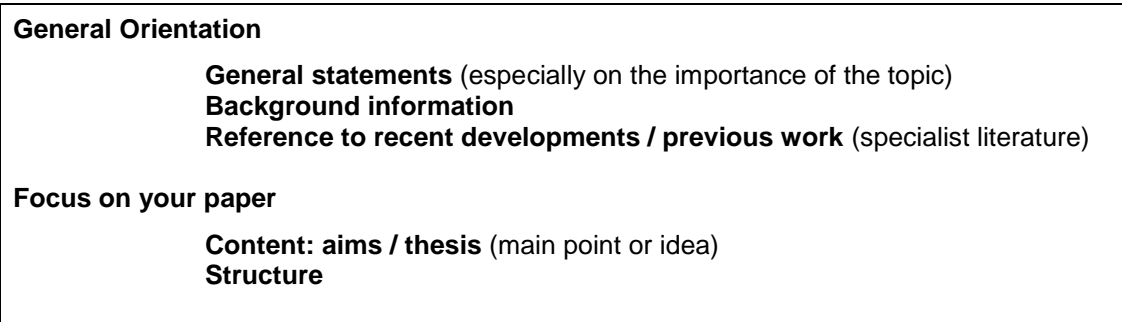 General Orientation
General statements (especially on the importance of the topic)
Background information
Reference to recent developments / previous work (specialist literature)
Focus on your paper
Content: aims / thesis (main point or idea)
Structure